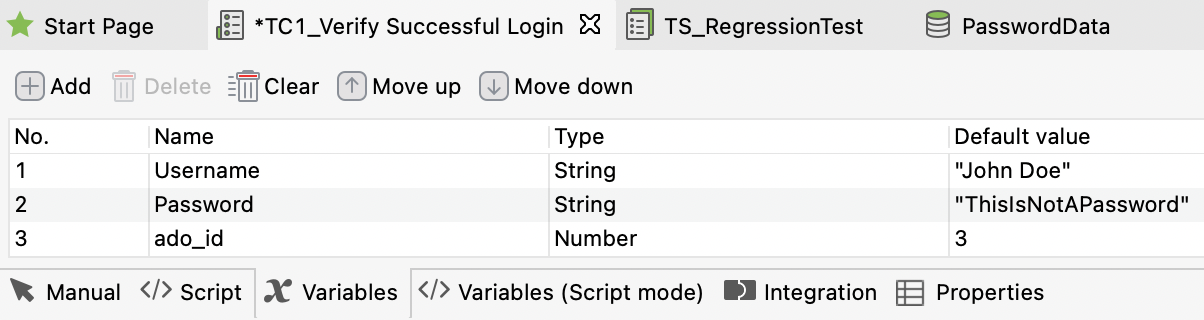 Start Page *TC1_Verify Successful Login TS_RegressionTest PasswordData
Add Delete Clear Move up Move down
No. Name Type Default value
1 Username String "John Doe"
2 Password String "ThisIsNotAPassword"
3 ado_id Number 3
Manual </> Script x Variables </> Variables (Script mode) Integration Properties